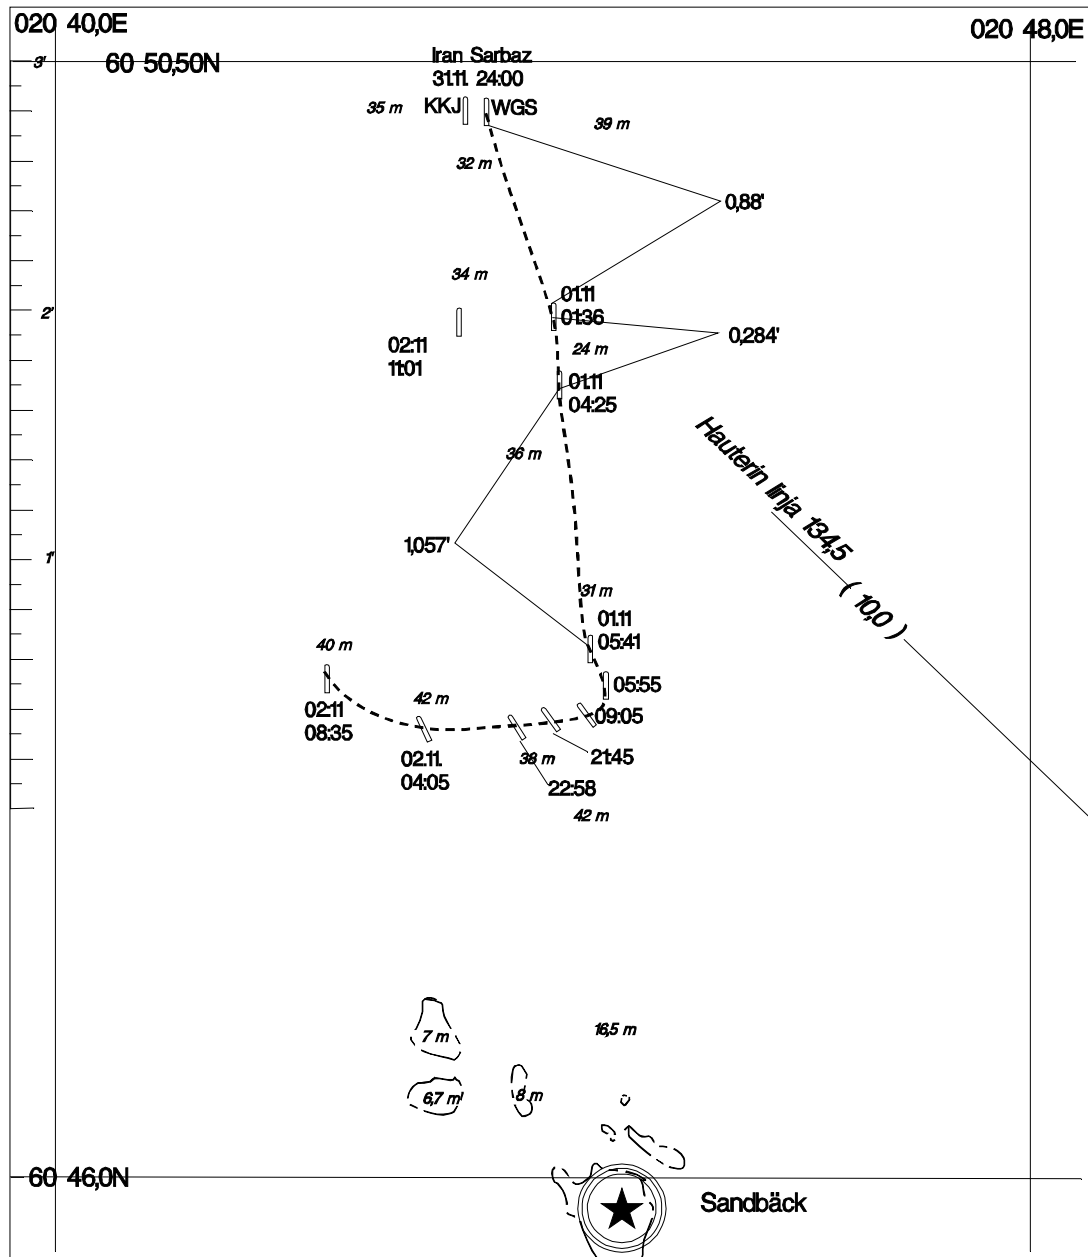 020 40,0E
020 48,0E
3'
60 50,50N
Iran Sarbaz
31.11. 24:00
35 m
KKJ
WGS
39 m
32 m
0,88'
34 m
01.11
01:36
2'
02.11
11:01
24 m
0,284'
01.11
04:25
36 m
Hauterin linja 134,5
( 10,0 )
1,057'
1'
31 m
01.11
05:41
40 m
05:55
42 m
02.11
08:35
09:05
02.11.
04:05
38 m
21:45
22:58
42 m
7 m
16,5 m
6,7 m
8 m
60 46,0N
Sandbäck